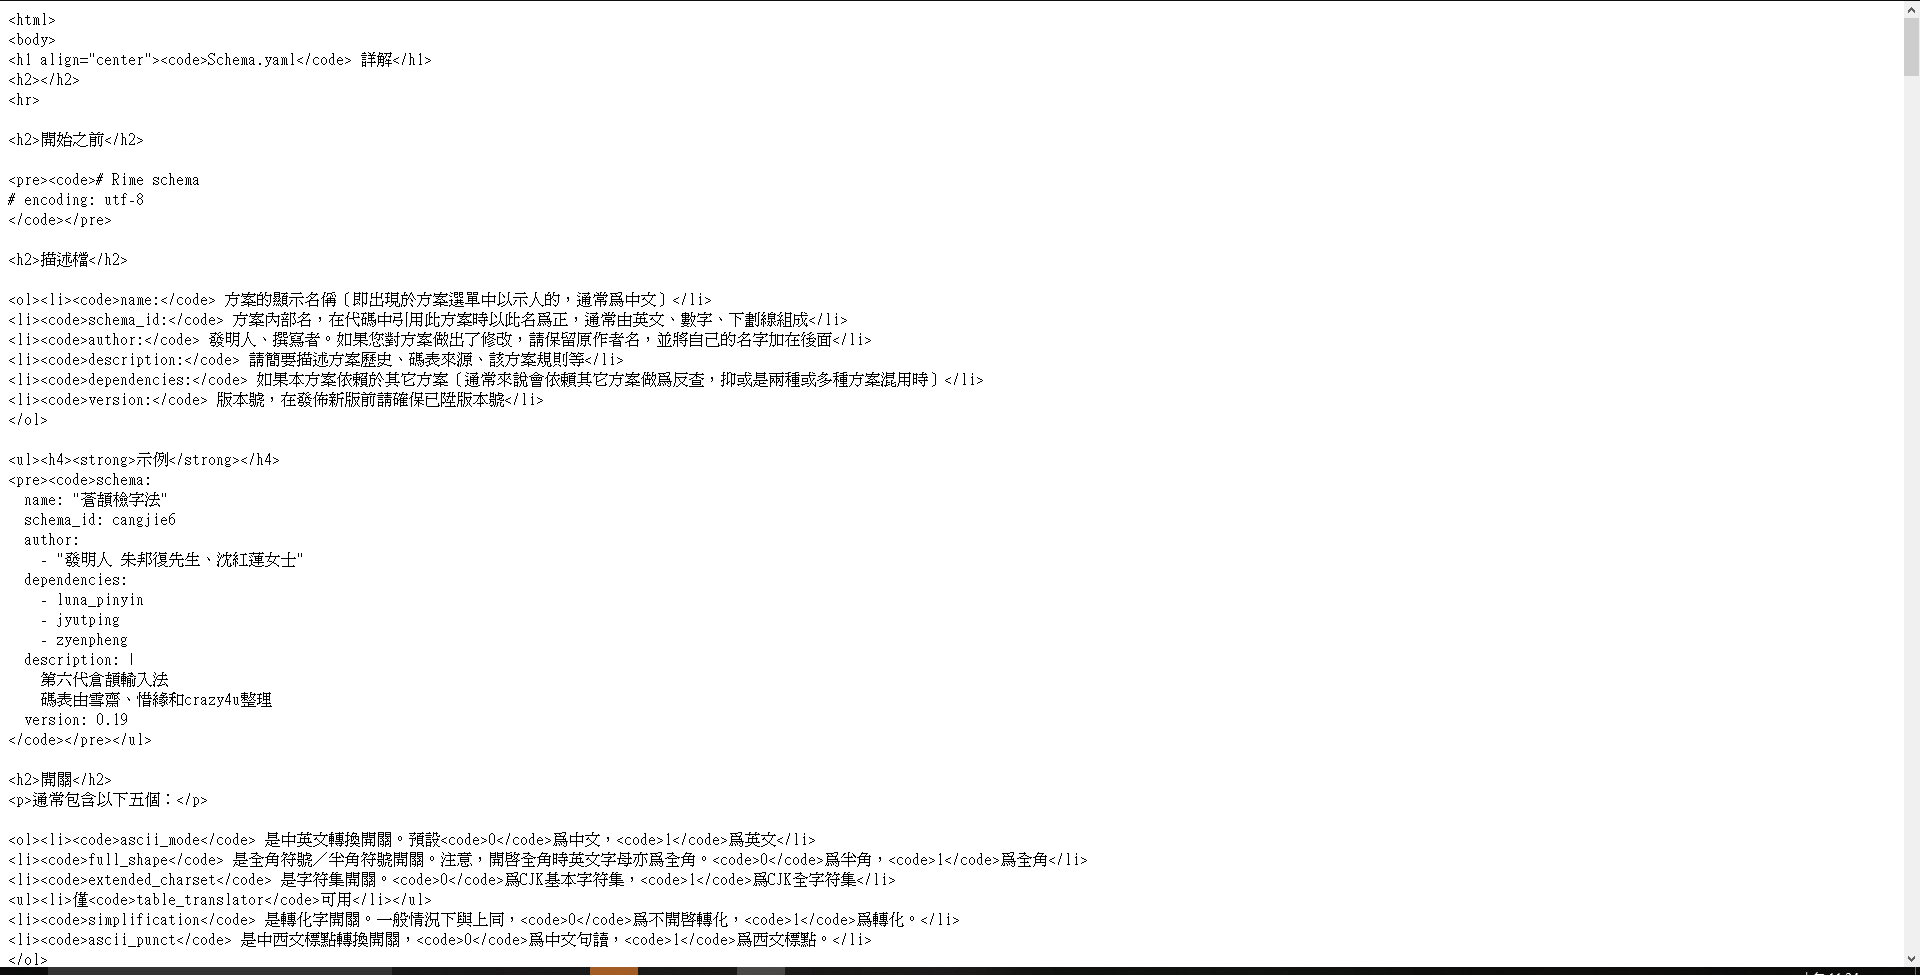 <html>
<body>
<h1 align="center"><code>Schema.yaml</code> 詳解</h1>
<h2></h2>
<hr>
<h2>開始之前</h2>
<pre><code># Rime schema
# encoding: utf-8
</code></pre>
<h2>描述檔</h2>
<ol><li><code>name:</code> 方案的顯示名偁〔即出現於方案選單中以示人的，通常爲中文〕</li>
<li><code>schema_id:</code> 方案內部名，在代碼中引用此方案時以此名爲正，通常由英文、數字、下劃線組成</li>
<li><code>author:</code> 發明人、撰寫者。如果您對方案做出了修改，請保留原作者名，並將自己的名字加在後面</li>
<li><code>description:</code> 請簡要描述方案歷史、碼表來源、該方案規則等</li>
<li><code>dependencies:</code> 如果本方案依賴於其它方案〔通常來說會依頼其它方案做爲反查，抑或是兩種或多種方案混用時〕</li>
<li><code>version:</code> 版本號，在發佈新版前請確保已陞版本號</li>
</ol>
<ul><h4><strong>示例</strong></h4>
<pre><code>schema:
  name: "蒼頡檢字法"
  schema_id: cangjie6
  author:
    - "發明人 朱邦復先生、沈紅蓮女士"
  dependencies:
    - luna_pinyin
    - jyutping
    - zyenpheng
  description: |
    第六代倉頡輸入法
    碼表由雪齋、惜緣和crazy4u整理
  version: 0.19
</code></pre></ul>
<h2>開關</h2>
<p>通常包含以下五個：</p>
<ol><li><code>ascii_mode</code> 是中英文轉換開關。預設<code>0</code>爲中文，<code>1</code>爲英文</li>
<li><code>full_shape</code> 是全角符號／半角符號開關。注意，開啓全角時英文字母亦爲全角。<code>0</code>爲半角，<code>1</code>爲全角</li>
<li><code>extended_charset</code> 是字符集開關。<code>0</code>爲CJK基本字符集，<code>1</code>爲CJK全字符集</li>
<ul><li>僅<code>table_translator</code>可用</li></ul>
<li><code>simplification</code> 是轉化字開關。一般情況下與上同，<code>0</code>爲不開啓轉化，<code>1</code>爲轉化。</li>
<li><code>ascii_punct</code> 是中西文標點轉換開關，<code>0</code>爲中文句讀，<code>1</code>爲西文標點。</li>
</ol>